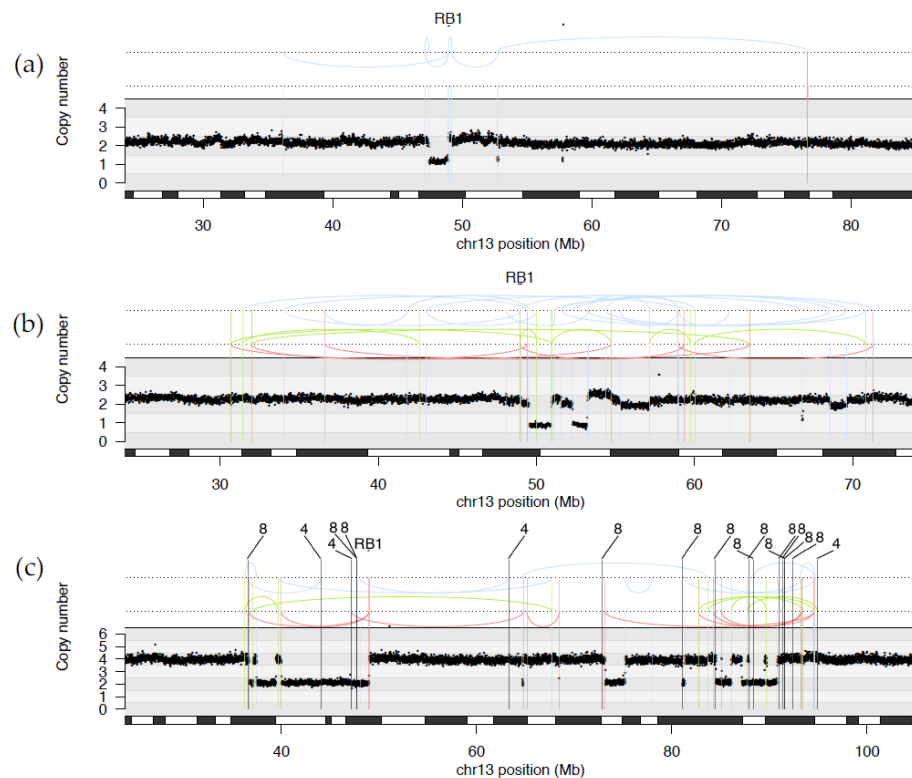 RB1
(a)
Copy number
4
3
2
1
0
30 40 50 60 70 80
chr13 position (Mb)
RB1
(b)
Copy number
4
3
2
1
0
30 40 50 60 70
chr13 position (Mb)
8 4 8 8 4 RB1 4 8 8 8 8 8 8 8 8 8 4
(c)
Copy number
6
5
4
3
2
1
0
40 60 80 100
chr13 position (Mb)